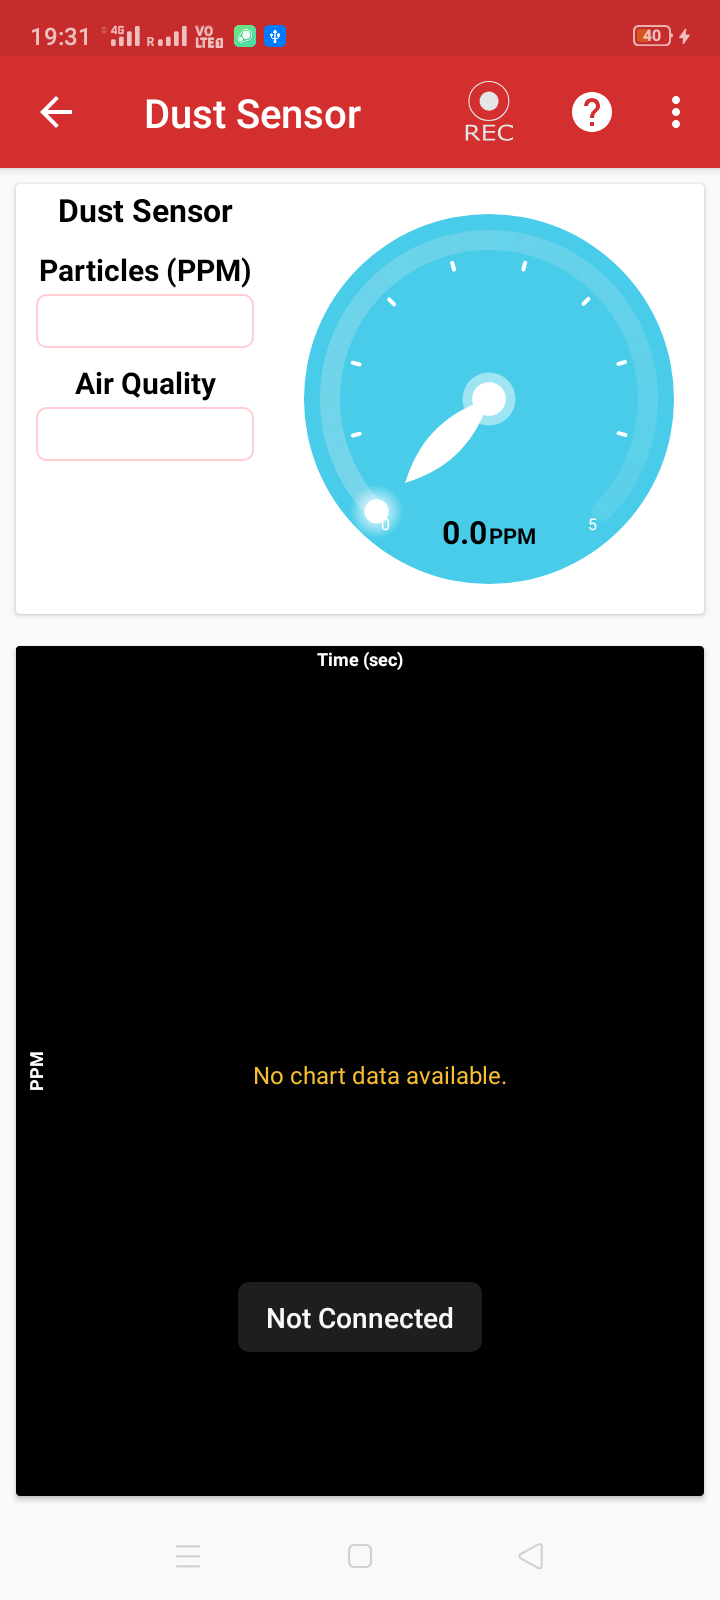 19:31 4G R VO LTE 40
Dust Sensor
REC
Dust Sensor
Particles (PPM)
Air Quality
0
5
0.0PPM
Time (sec)
PPM
No chart data available.
Not Connected